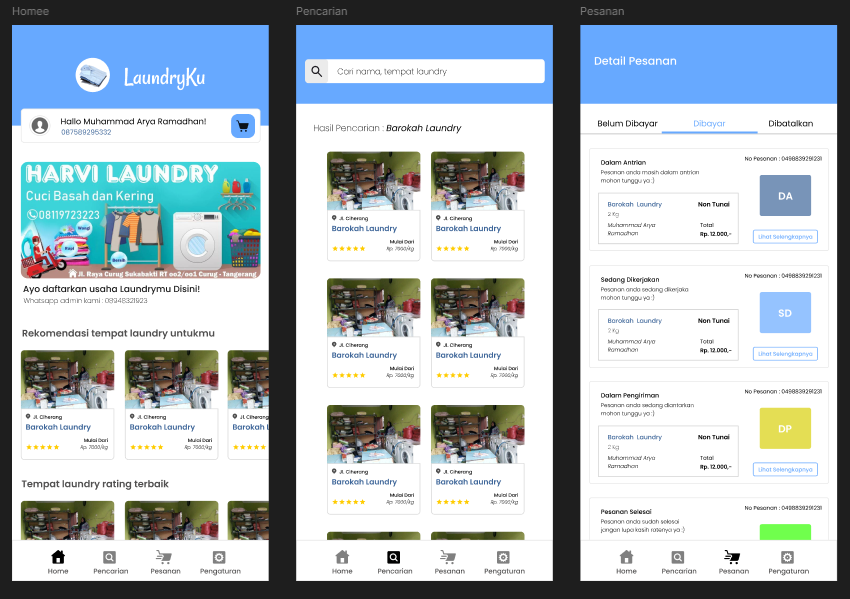 Homee
LaundryKu
Hallo Muhammad Arya Ramadhan!
087589295332
HARVI LAUNDRY
Cuci Basah dan Kering
08119723223
Wangi
Rapi
Bersih
Jl. Raya Curug Sukabakti RT 002/001 Curug - Tangerang
Ayo daftarkan usaha Laundrymu Disini!
Whatsapp admin kami : 08948321923
Rekomendasi tempat laundry untukmu
Jl. Ciherang
Barokah Laundry
Mulai Dari
Rp. 7000/kg
Jl. Ciherang
Barokah Laundry
Mulai Dari
Rp. 7000/kg
Jl. Ciherang
Barokah
Tempat laundry rating terbaik
Home
Pencarian
Pesanan
Pengaturan
Pencarian
Cari nama, tempat laundry
Hasil Pencarian : Barokah Laundry
Jl. Ciherang
Barokah Laundry
Mulai Dari
Rp. 7000/kg
Jl. Ciherang
Barokah Laundry
Mulai Dari
Rp. 7000/kg
Jl. Ciherang
Barokah Laundry
Mulai Dari
Rp. 7000/kg
Jl. Ciherang
Barokah Laundry
Mulai Dari
Rp. 7000/kg
Jl. Ciherang
Barokah Laundry
Mulai Dari
Rp. 7000/kg
Jl. Ciherang
Barokah Laundry
Mulai Dari
Rp. 7000/kg
Home
Pencarian
Pesanan
Pengaturan
Pesanan
Detail Pesanan
Belum Dibayar
Dibayar
Dibatalkan
Dalam Antrian
No Pesanan : 0498839291231
Pesanan anda masih dalam antrian
mohon tunggu ya :)
Barokah Laundry
Non Tunai
2 Kg
Muhammad Arya
Ramadhan
Total
Rp. 12.000,-
DA
Lihat Selengkapnya
Sedang Dikerjakan
No Pesanan : 0498839291231
Pesanan anda sedang dikerjaka
mohon tunggu ya :)
Barokah Laundry
Non Tunai
2 Kg
Muhammad Arya
Ramadhan
Total
Rp. 12.000,-
SD
Lihat Selengkapnya
Dalam Pengiriman
No Pesanan : 0498839291231
Pesanan anda sedang diantarkan
mohon tunggu ya :)
Barokah Laundry
Non Tunai
2 Kg
Muhammad Arya
Ramadhan
Total
Rp. 12.000,-
DP
Lihat Selengkapnya
Pesanan Selesai
No Pesanan : 0498839291231
Pesanan anda sudah selesai
jangan lupa kasih ratenya ya :)
Home
Pencarian
Pesanan
Pengaturan